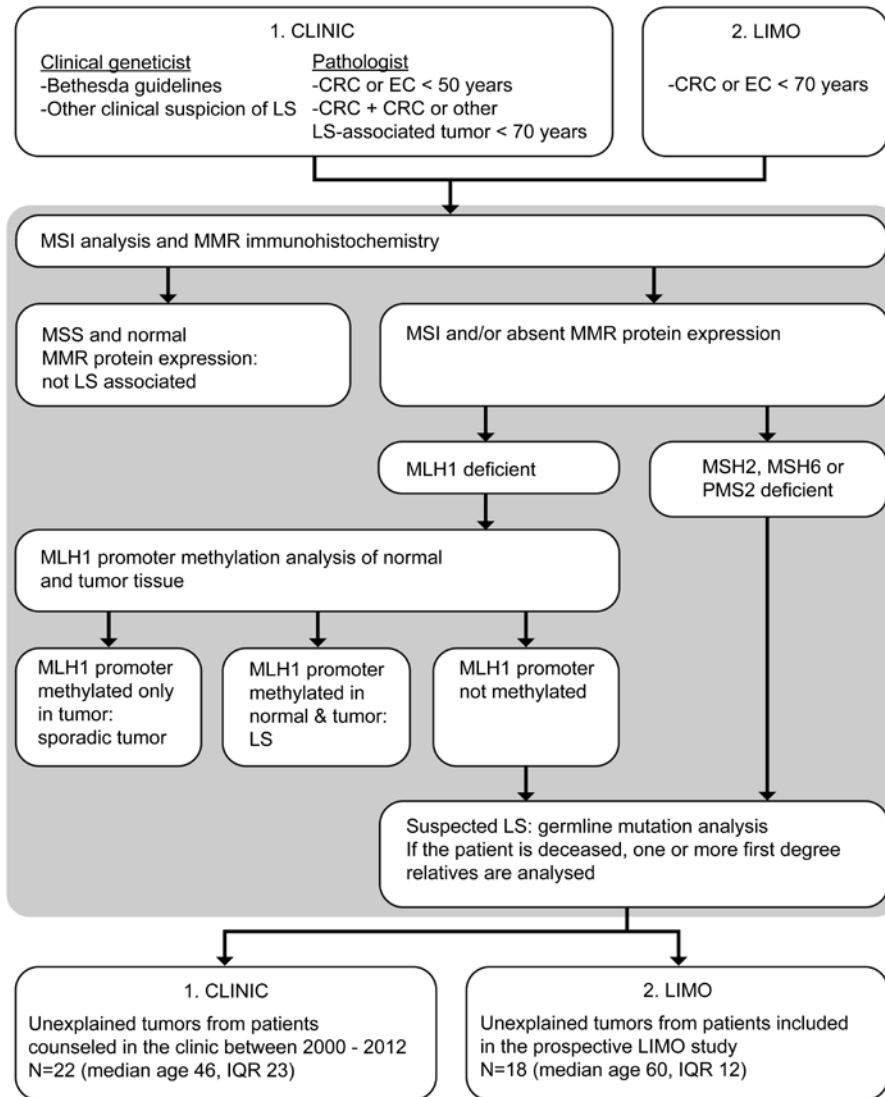 1. CLINIC
Clinical geneticist
-Bethesda guidelines
-Other clinical suspicion of LS
Pathologist
-CRC or EC < 50 years
-CRC + CRC or other
LS-associated tumor < 70 years
2. LIMO
-CRC or EC < 70 years
MSI analysis and MMR immunohistochemistry
MSS and normal
MMR protein expression:
not LS associated
MSI and/or absent MMR protein expression
MLH1 deficient
MSH2, MSH6 or
PMS2 deficient
MLH1 promoter methylation analysis of normal
and tumor tissue
MLH1 promoter
methylated only
in tumor:
sporadic tumor
MLH1 promoter
methylated in
normal & tumor:
LS
MLH1 promoter
not methylated
Suspected LS: germline mutation analysis
If the patient is deceased, one or more first degree
relatives are analysed
1. CLINIC
Unexplained tumors from patients
counseled in the clinic between 2000 - 2012
N=22 (median age 46, IQR 23)
2. LIMO
Unexplained tumors from patients included
in the prospective LIMO study
N=18 (median age 60, IQR 12)